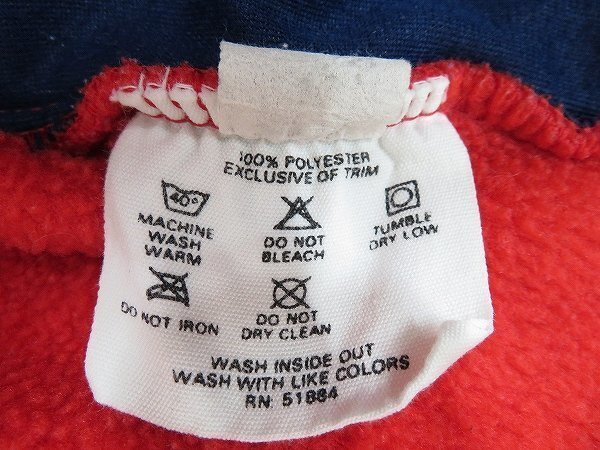 100% POLYESTER
EXCLUSIVE OF TRIM
40°
MACHINE
WASH
WARM
DO NOT
BLEACH
TUMBLE
DRY LOW
DO NOT IRON
DO NOT
DRY CLEAN
WASH INSIDE OUT
WASH WITH LIKE COLORS
RN: 51884